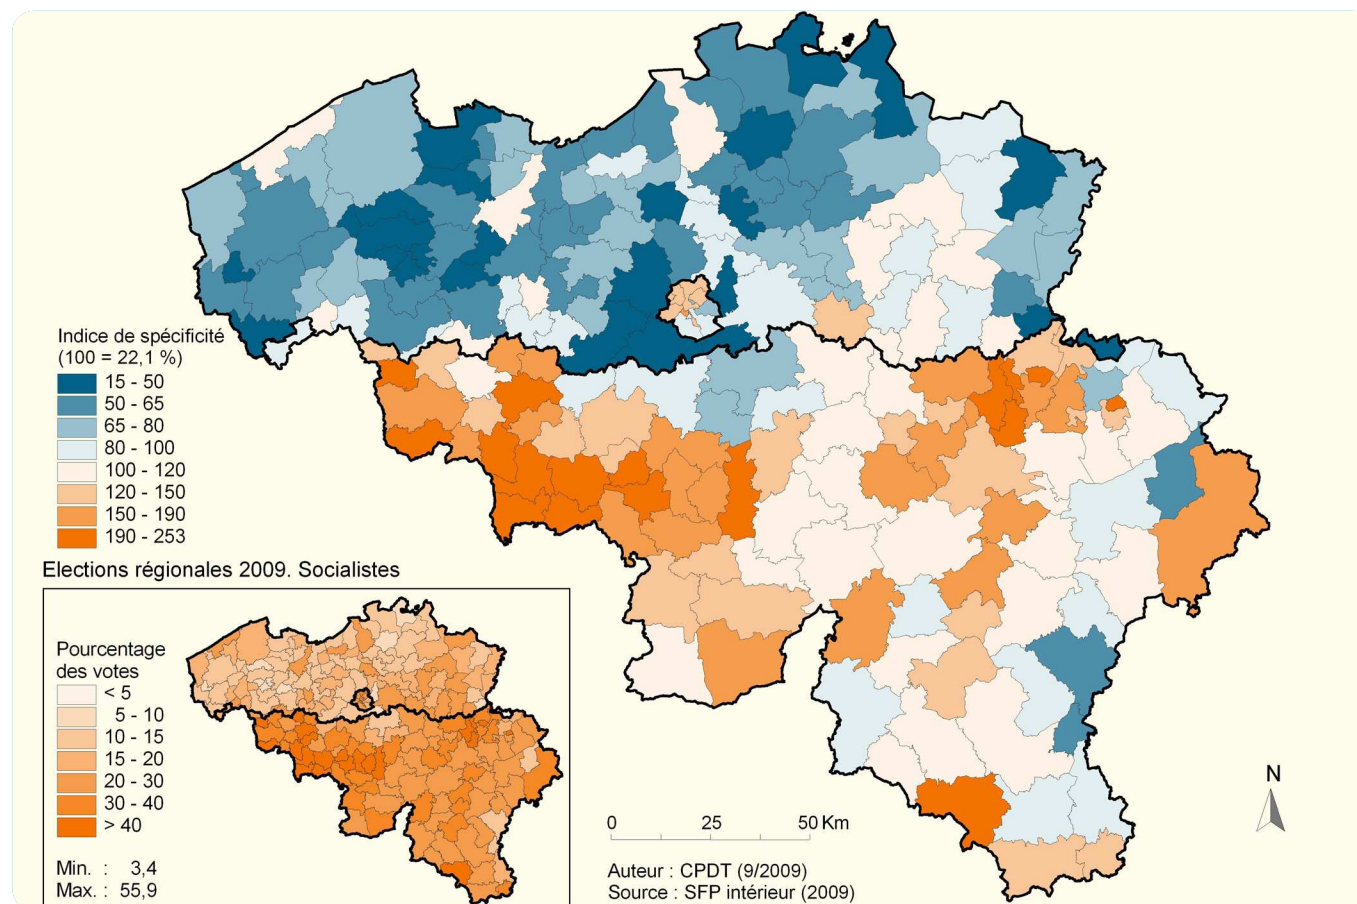 Indice de spécificité
(100 = 22,1 %)
15 - 50
50 - 65
65 - 80
80 - 100
100 - 120
120 - 150
150 - 190
190 - 253
Elections régionales 2009. Socialistes
Pourcentage
des votes
< 5
5 - 10
10 - 15
15 - 20
20 - 30
30 - 40
> 40
Min. : 3,4
Max. : 55,9
0 25 50 Km
Auteur : CPDT (9/2009)
Source : SFP intérieur (2009)
N